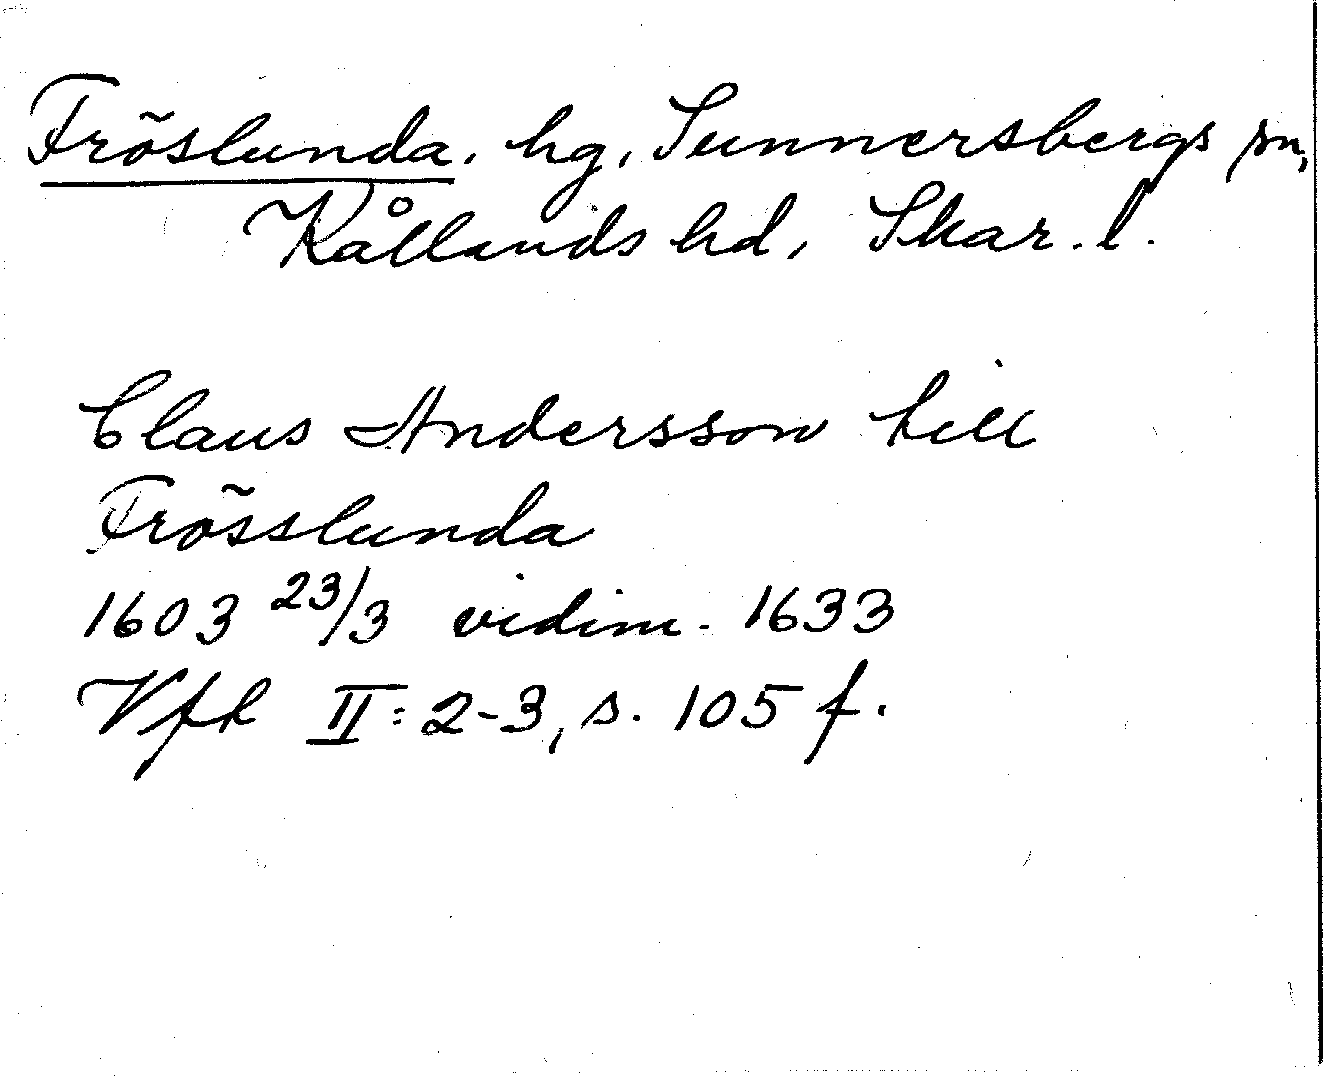 Fröslunda, hg, Sunnersbergs sn,
Kållands hd, Skar. l.
Claus Andersson till
Frösslunda
1603 23/3 vidim. 1633
Vfk II:2-3, s. 105 f.